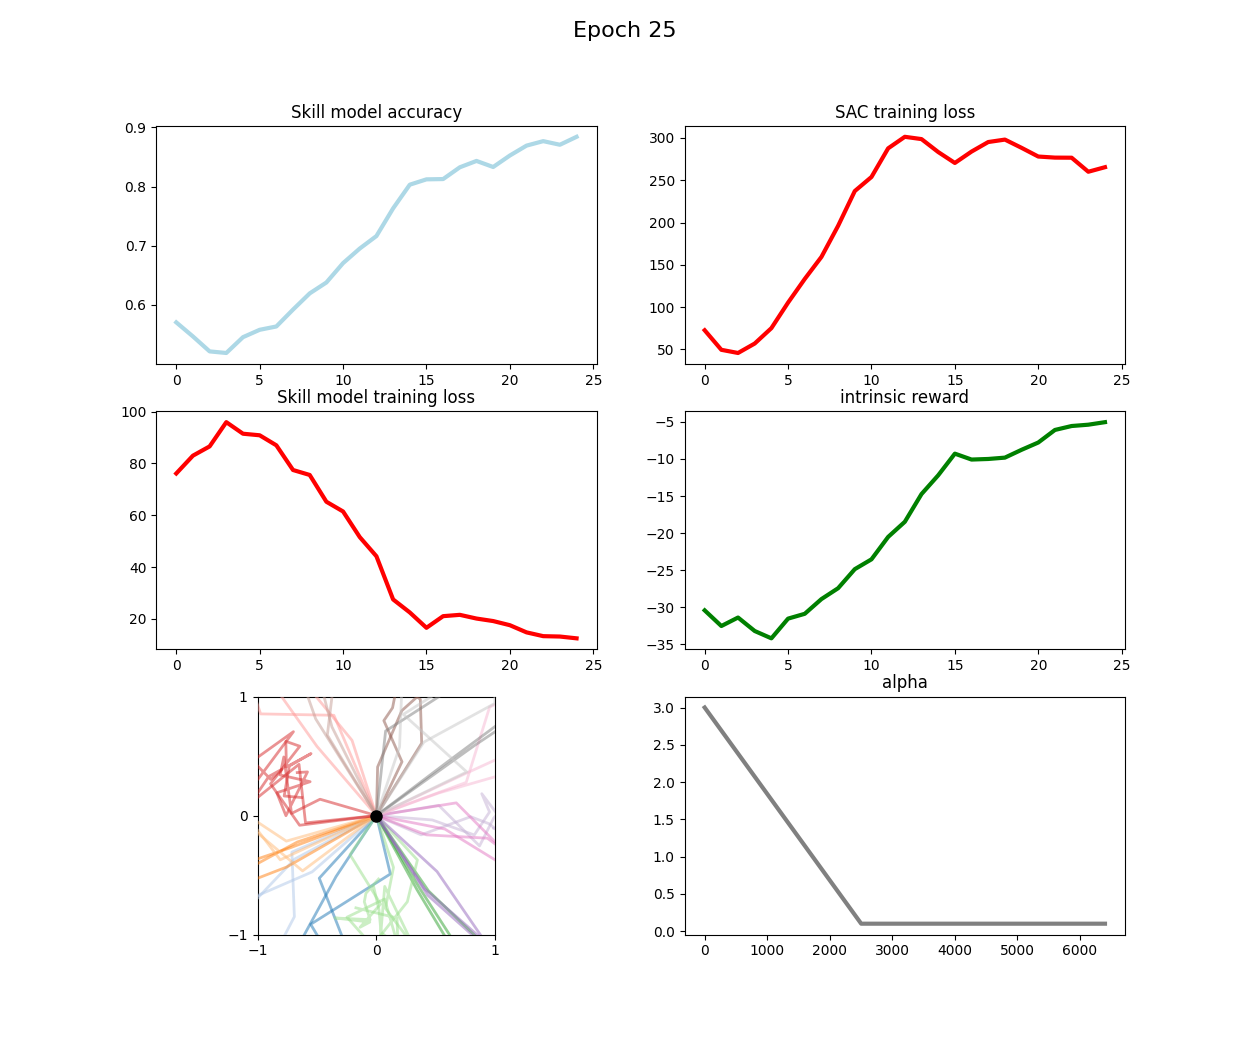 Epoch 25
Skill model accuracy
0.9
0.8
0.7
0.6
0 5 10 15 20 25
SAC training loss
300
250
200
150
100
50
0 5 10 15 20 25
Skill model training loss
100
80
60
40
20
0 5 10 15 20 25
intrinsic reward
−5
−10
−15
−20
−25
−30
−35
0 5 10 15 20 25
1
0
−1
−1 0 1
alpha
3.0
2.5
2.0
1.5
1.0
0.5
0.0
0 1000 2000 3000 4000 5000 6000